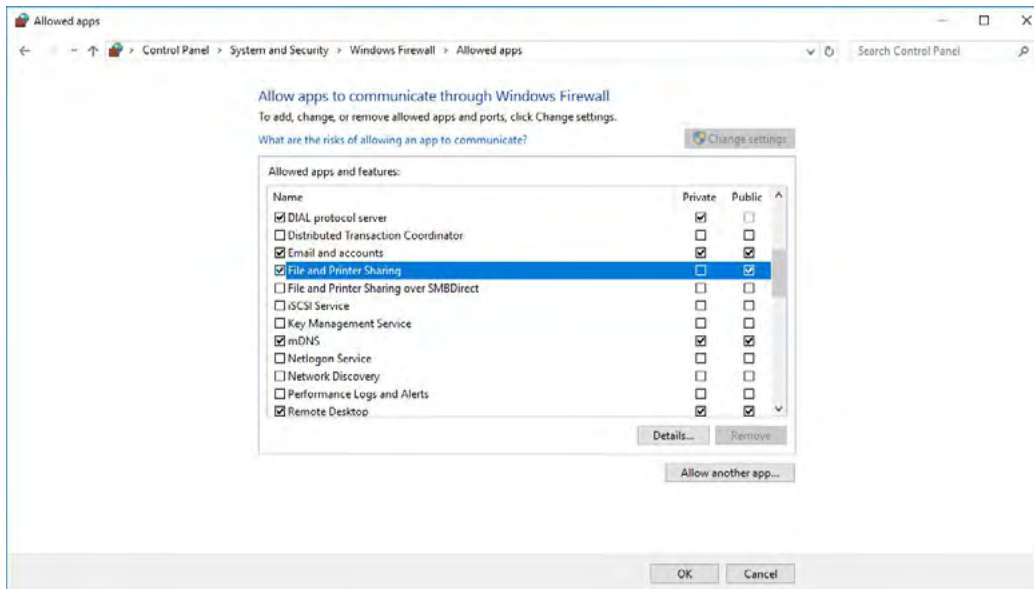 Allowed apps
Control Panel > System and Security > Windows Firewall > Allowed apps
Search Control Panel
Allow apps to communicate through Windows Firewall
To add, change, or remove allowed apps and ports, click Change settings.
What are the risks of allowing an app to communicate?
Change settings
Allowed apps and features:
Name Private Public
DIAL protocol server
Distributed Transaction Coordinator
Email and accounts
File and Printer Sharing
File and Printer Sharing over SMBDirect
iSCSI Service
Key Management Service
mDNS
Netlogon Service
Network Discovery
Performance Logs and Alerts
Remote Desktop
Details... Remove
Allow another app...
OK Cancel